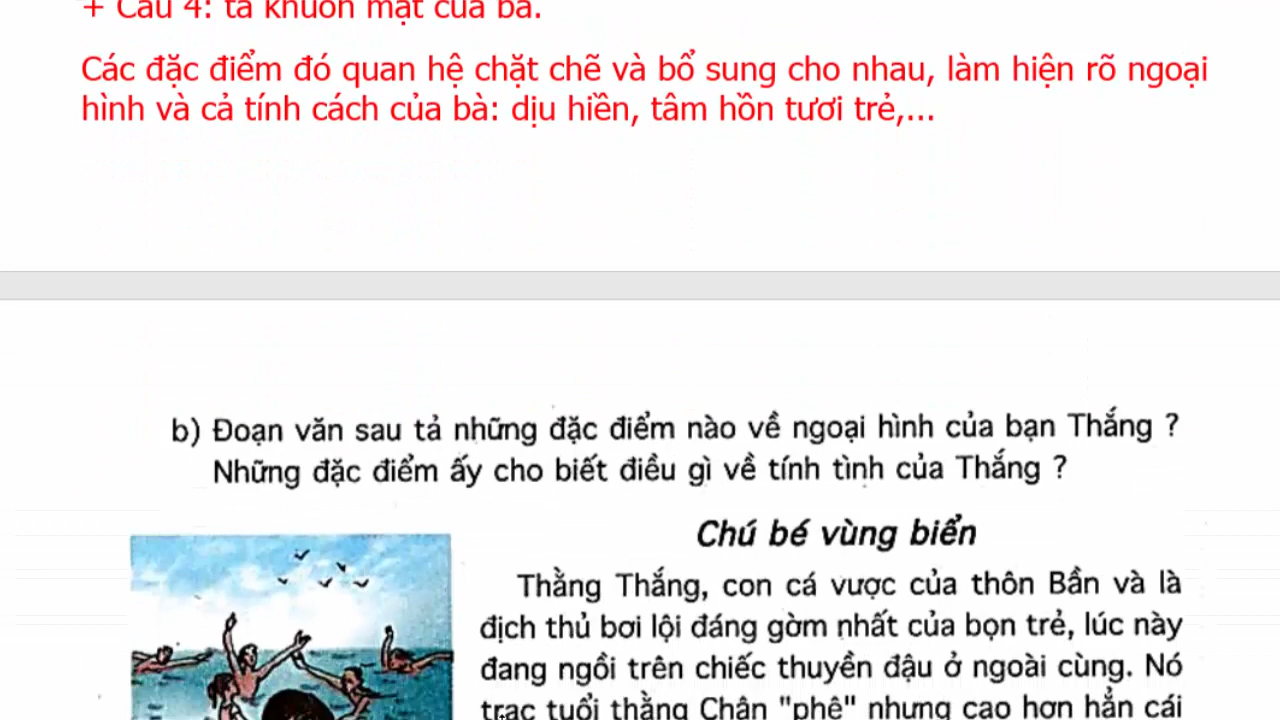 + Câu 4: tả khuôn mặt của bà.
Các đặc điểm đó quan hệ chặt chẽ và bổ sung cho nhau, làm hiện rõ ngoại
hình và cả tính cách của bà: dịu hiền, tâm hồn tươi trẻ,...
b) Đoạn văn sau tả những đặc điểm nào về ngoại hình của bạn Thắng ?
Những đặc điểm ấy cho biết điều gì về tính tình của Thắng ?
Chú bé vùng biển
Thằng Thắng, con cá vược của thôn Bần và là
địch thủ bơi lội đáng gờm nhất của bọn trẻ, lúc này
đang ngồi trên chiếc thuyền đậu ở ngoài cùng. Nó
trạc tuổi thằng Chân "phệ" nhưng cao hơn hẳn cái